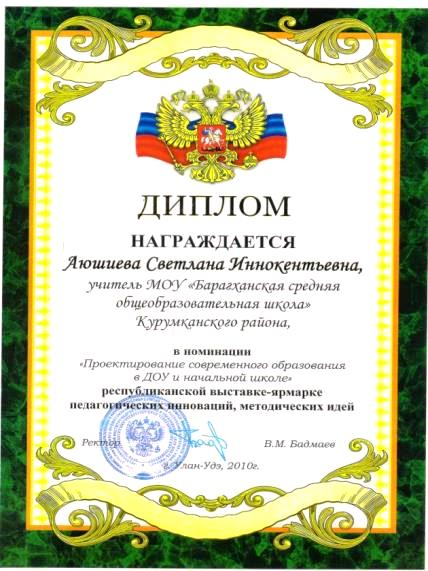 ДИПЛОМ
НАГРАЖДАЕТСЯ
Аюшиева Светлана Иннокентьевна,
учитель МОУ «Барагханская средняя
общеобразовательная школа»
Курумканского района,
в номинации
«Проектирование современного образования
в ДОУ и начальной школе»
республиканской выставке-ярмарке
педагогических инноваций, методических идей
Ректор В.М. Бадмаев
г. Улан-Удэ, 2010г.